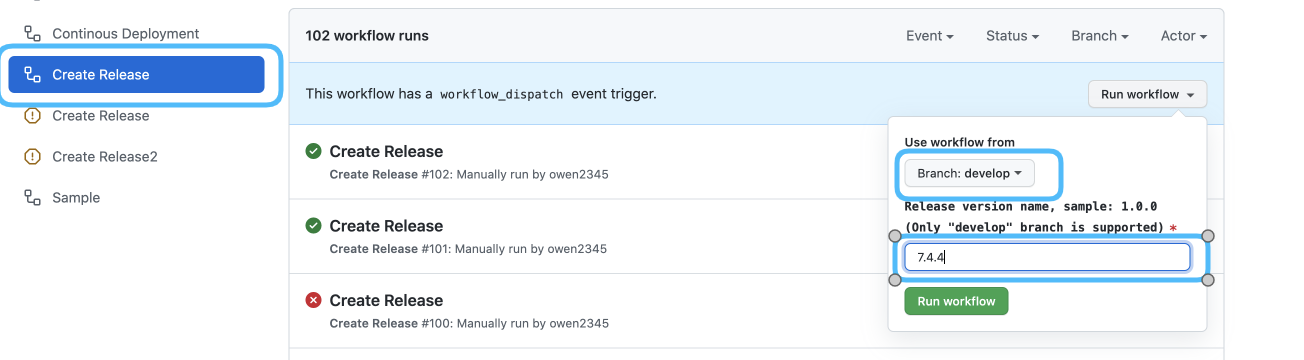 Continous Deployment
Create Release
Create Release
Create Release2
Sample
102 workflow runs Event Status Branch Actor
This workflow has a workflow_dispatch event trigger. Run workflow
Create Release
Create Release #102: Manually run by owen2345
Create Release
Create Release #101: Manually run by owen2345
Create Release
Create Release #100: Manually run by owen2345
Use workflow from
Branch: develop
Release version name, sample: 1.0.0
(Only "develop" branch is supported) *
7.4.4
Run workflow